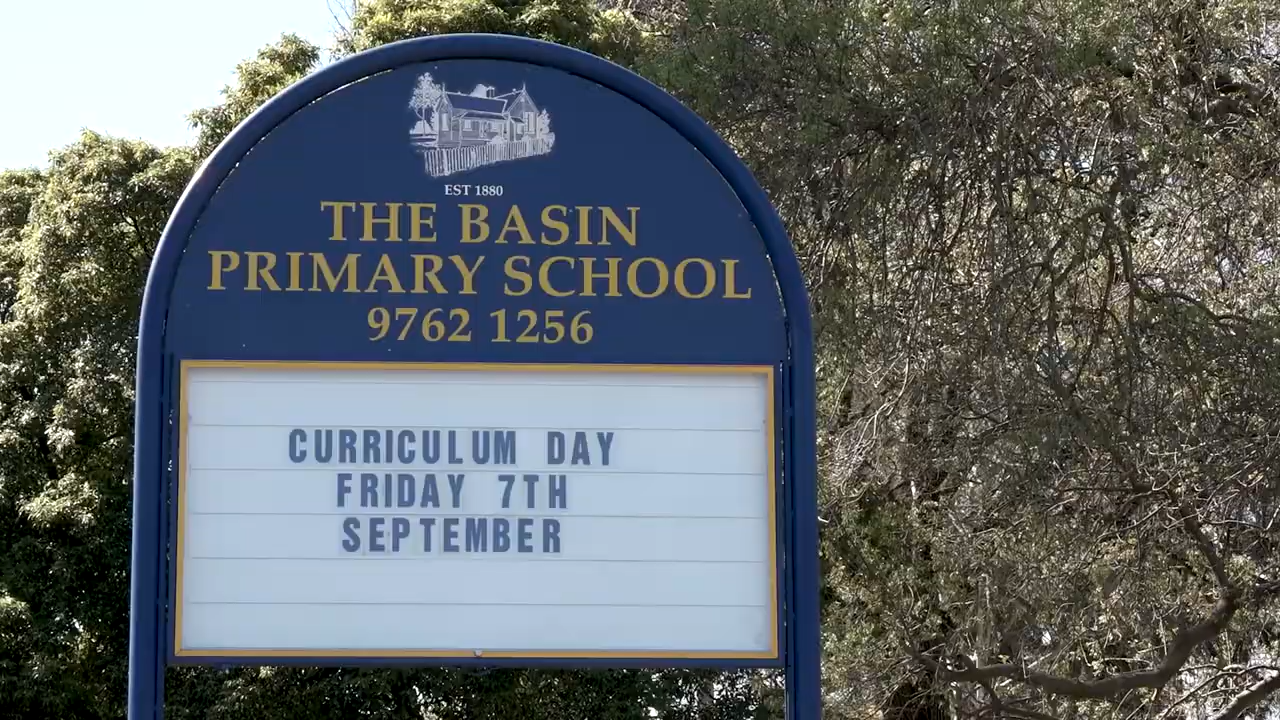 EST 1880
THE BASIN
PRIMARY SCHOOL
9762 1256
CURRICULUM DAY
FRIDAY 7TH
SEPTEMBER